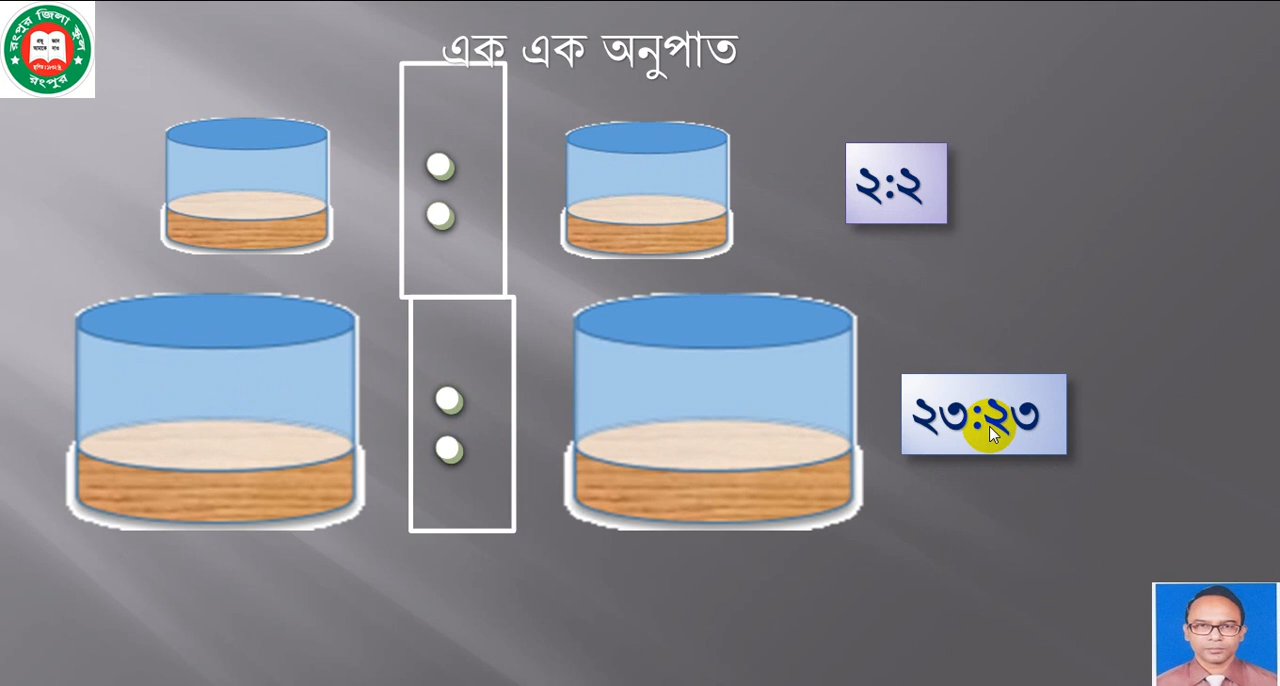 রংপুর জিলা স্কুল
রংপুর
এক এক অনুপাত
২:২
২৩:২৩